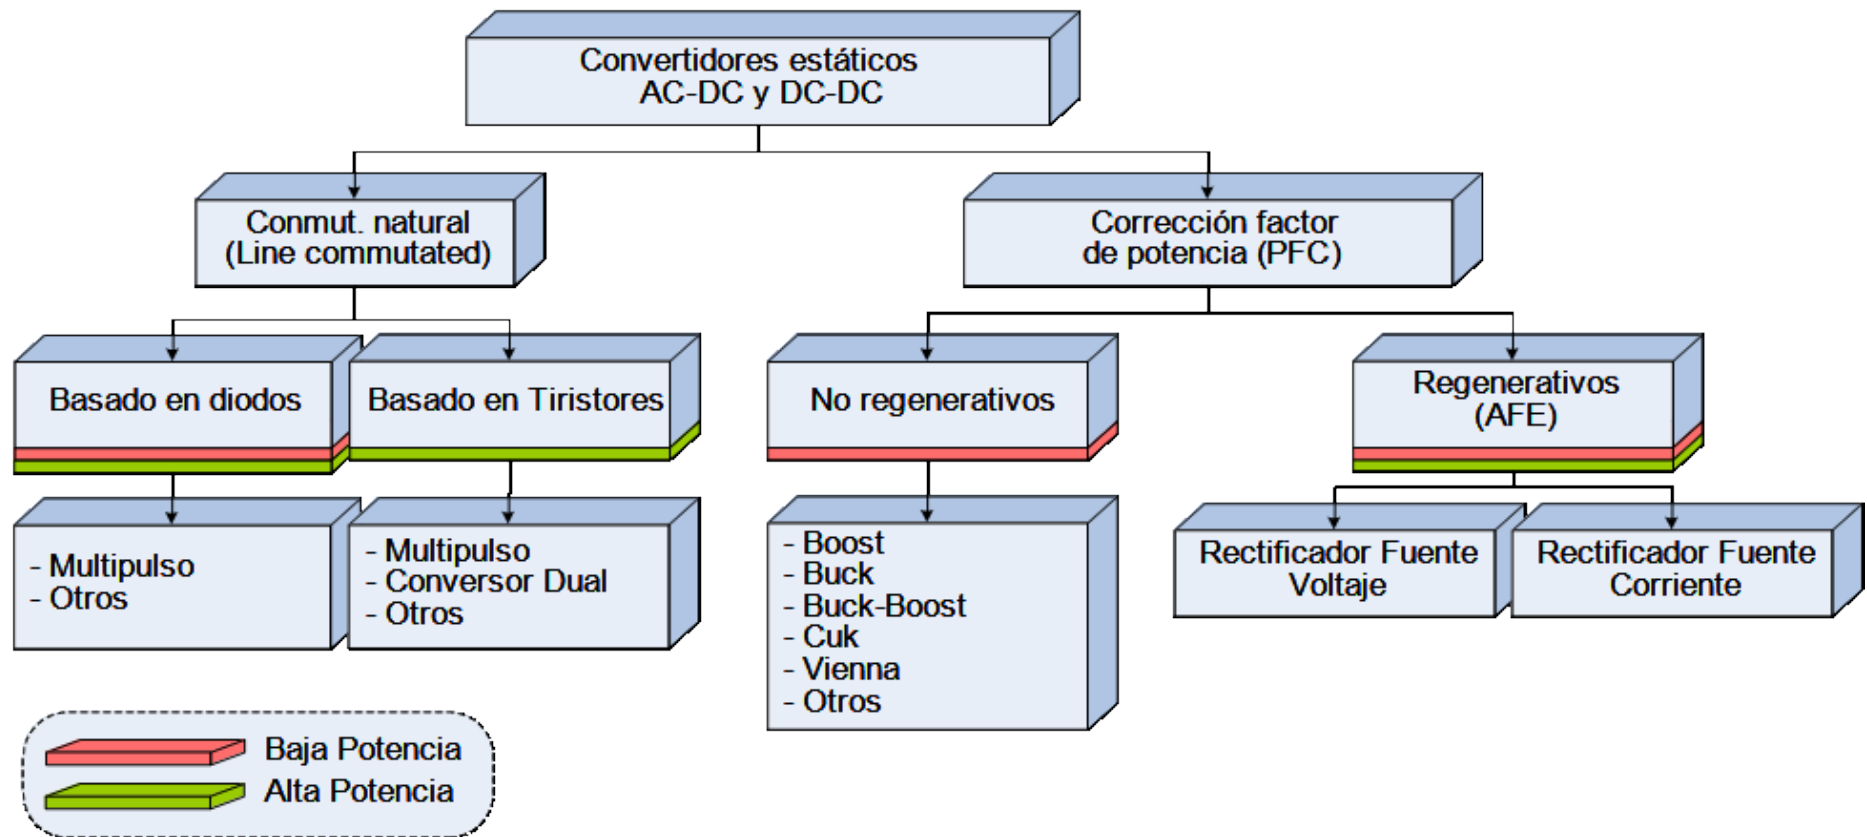 Convertidores estáticos
AC-DC y DC-DC
Conmut. natural
(Line commutated)
Corrección factor
de potencia (PFC)
Basado en diodos
Basado en Tiristores
No regenerativos
Regenerativos
(AFE)
- Multipulso
- Otros
- Multipulso
- Conversor Dual
- Otros
- Boost
- Buck
- Buck-Boost
- Cuk
- Vienna
- Otros
Rectificador Fuente
Voltaje
Rectificador Fuente
Corriente
Baja Potencia
Alta Potencia